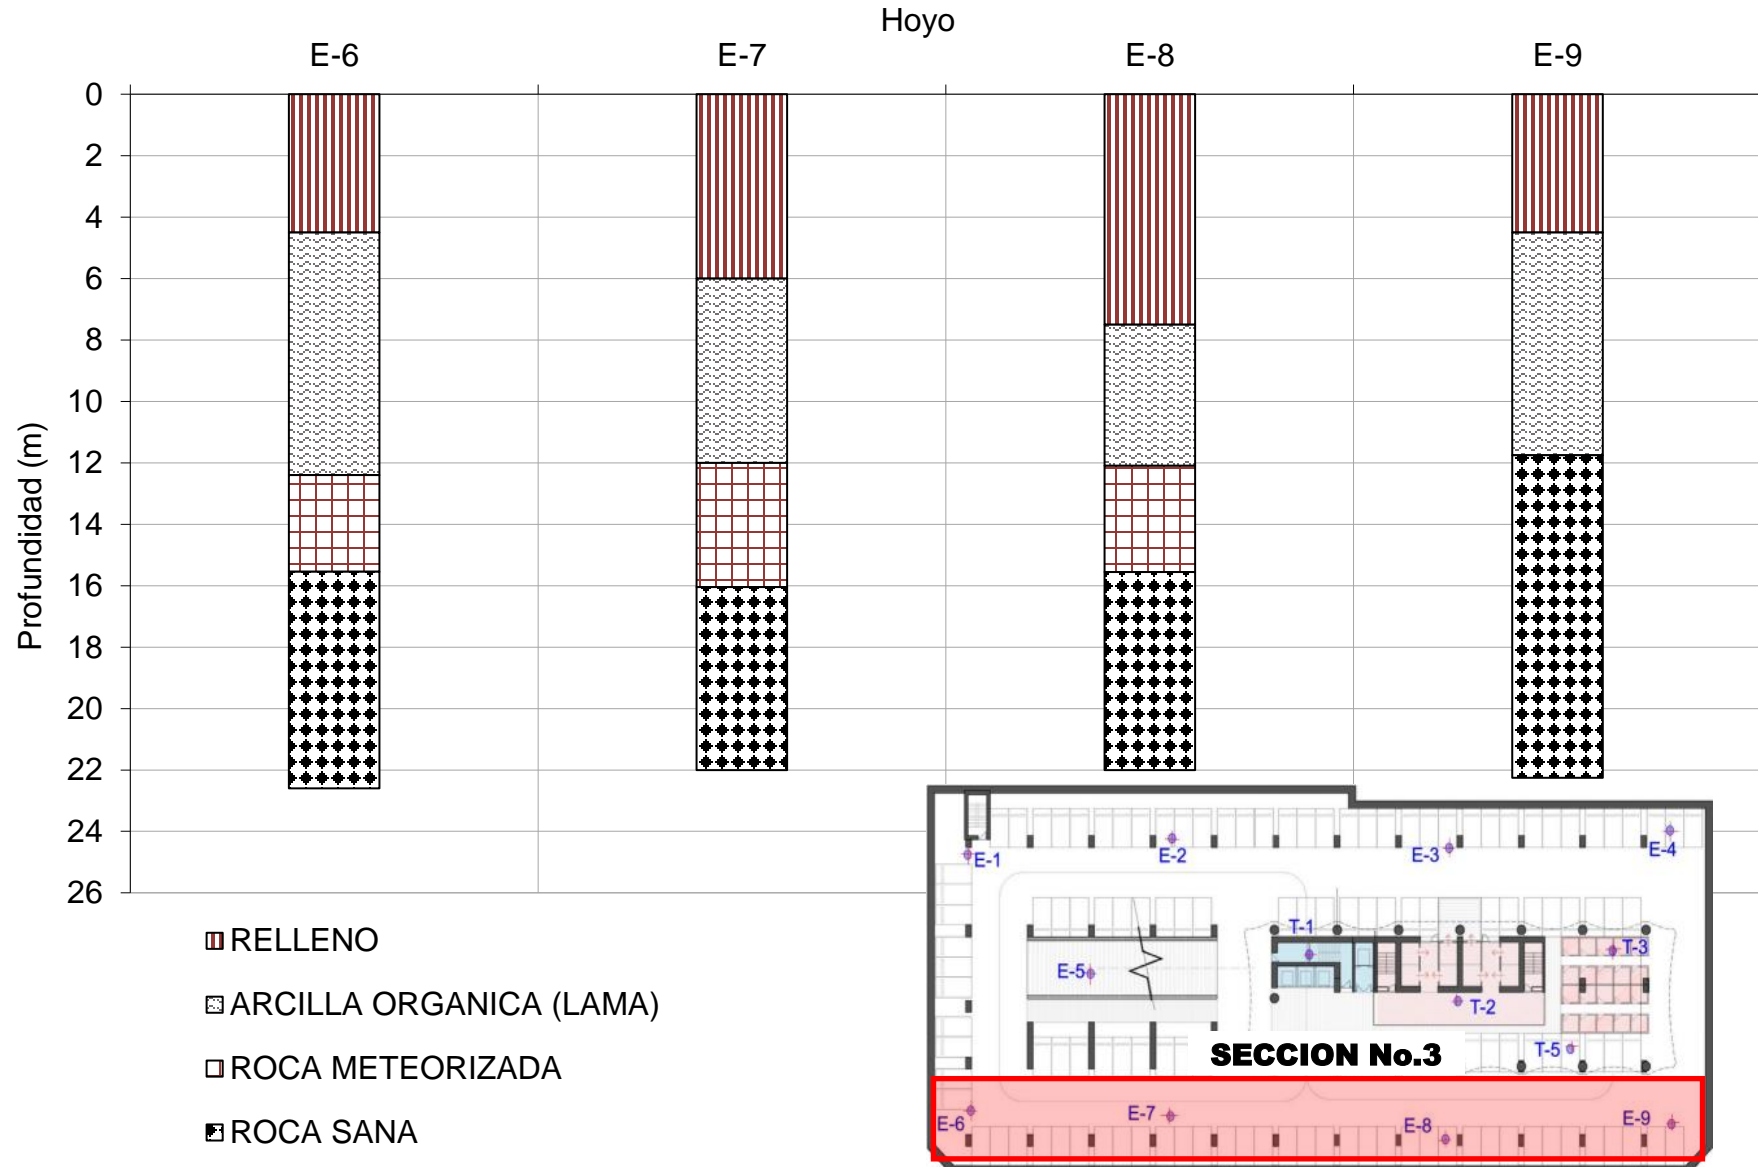 Hoyo
E-6 E-7 E-8 E-9
0
2
4
6
8
10
12
14
16
18
20
22
24
26
Profundidad (m)
RELLENO
ARCILLA ORGANICA (LAMA)
ROCA METEORIZADA
ROCA SANA
E-1 E-2 E-3 E-4
T-1 T-3
E-5
T-2
SECCION No.3 T-5
E-6 E-7 E-8 E-9